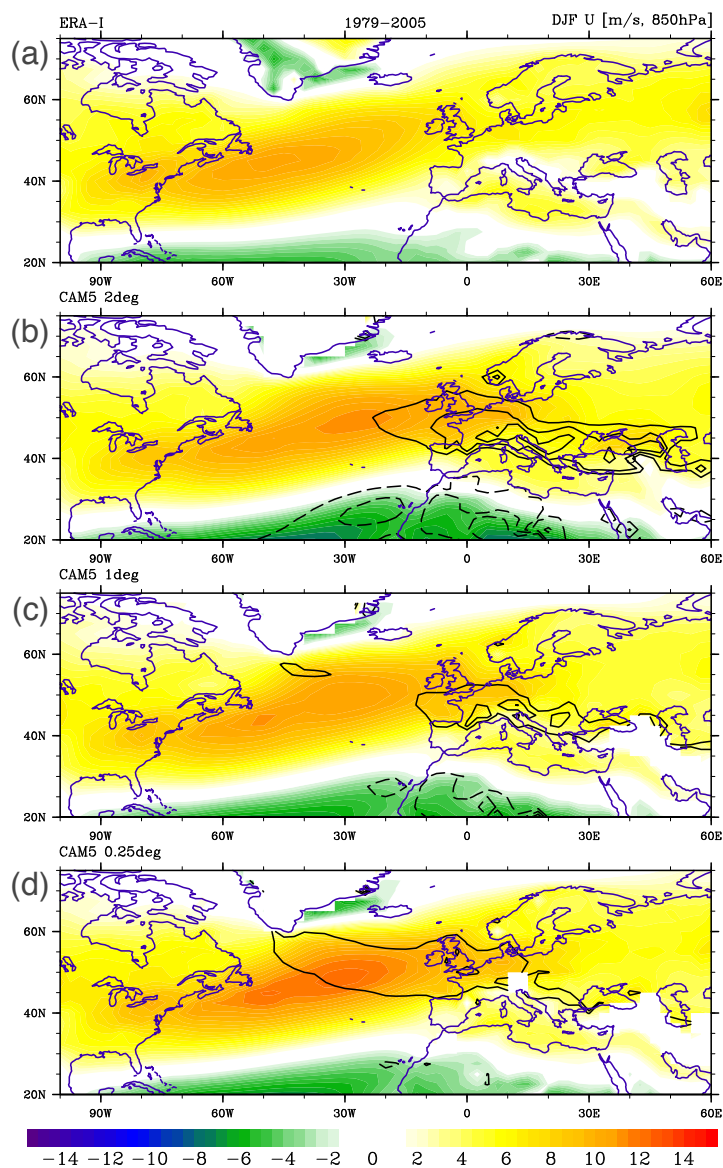 ERA-I 1979-2005 DJF U [m/s, 850hPa]
(a)
60N
40N
20N
90W 60W 30W 0 30E 60E
CAM5 2deg
(b)
60N
40N
20N
90W 60W 30W 0 30E 60E
CAM5 1deg
(c)
60N
40N
20N
90W 60W 30W 0 30E 60E
CAM5 0.25deg
(d)
60N
40N
20N
90W 60W 30W 0 30E 60E
-14 -12 -10 -8 -6 -4 -2 0 2 4 6 8 10 12 14